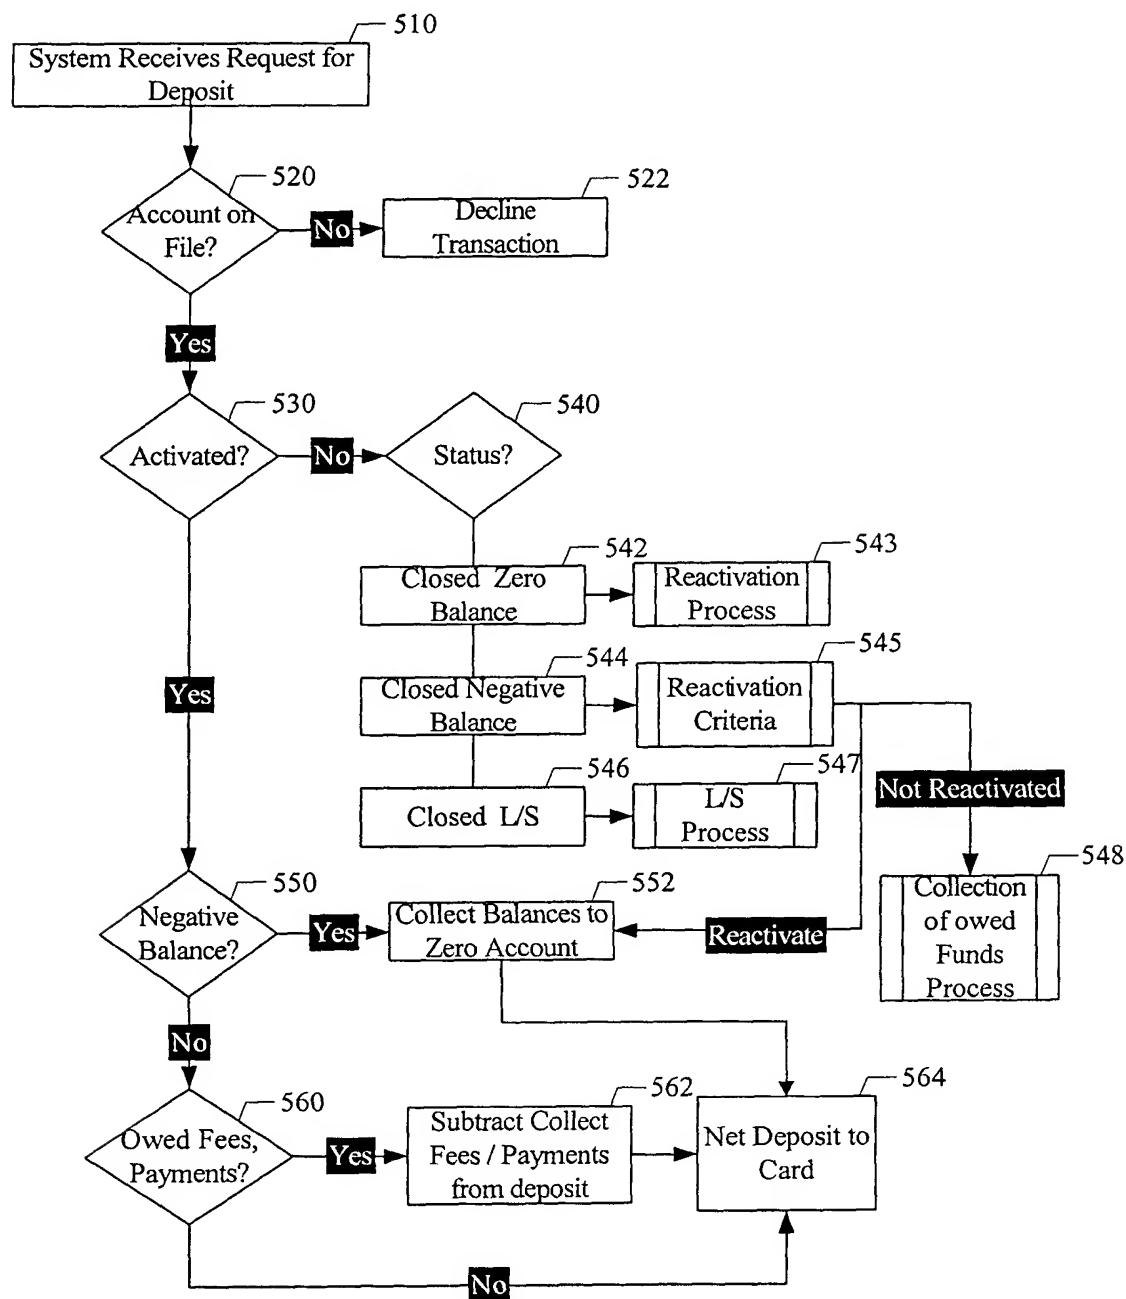 510
System Receives Request for
Deposit
520
Account on
File?
No
522
Decline
Transaction
Yes
530
Activated?
No
540
Status?
542
Closed Zero
Balance
543
Reactivation
Process
544
Closed Negative
Balance
545
Reactivation
Criteria
Yes
546
Closed L/S
547
L/S
Process
Not Reactivated
548
Collection
of owed
Funds
Process
550
Negative
Balance?
Yes
552
Collect Balances to
Zero Account
Reactivate
No
560
Owed Fees,
Payments?
Yes
562
Subtract Collect
Fees / Payments
from deposit
564
Net Deposit to
Card
No